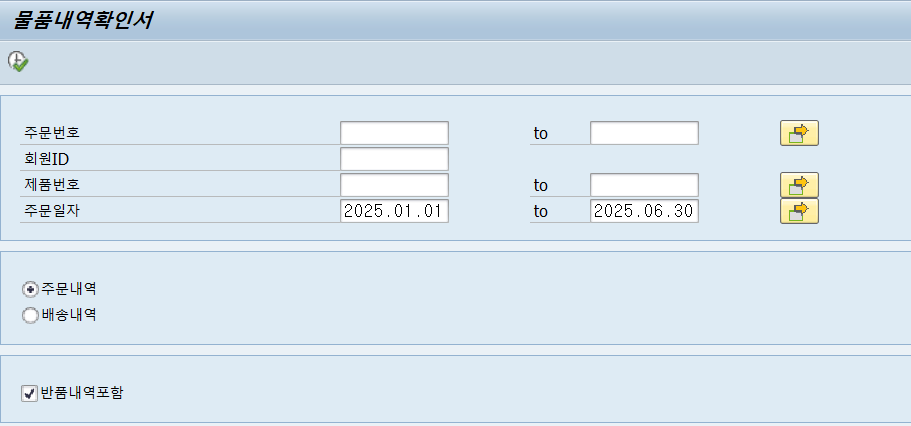 물품내역확인서
주문번호 to
회원ID
제품번호 to
주문일자 2025.01.01 to 2025.06.30
주문내역
배송내역
반품내역포함